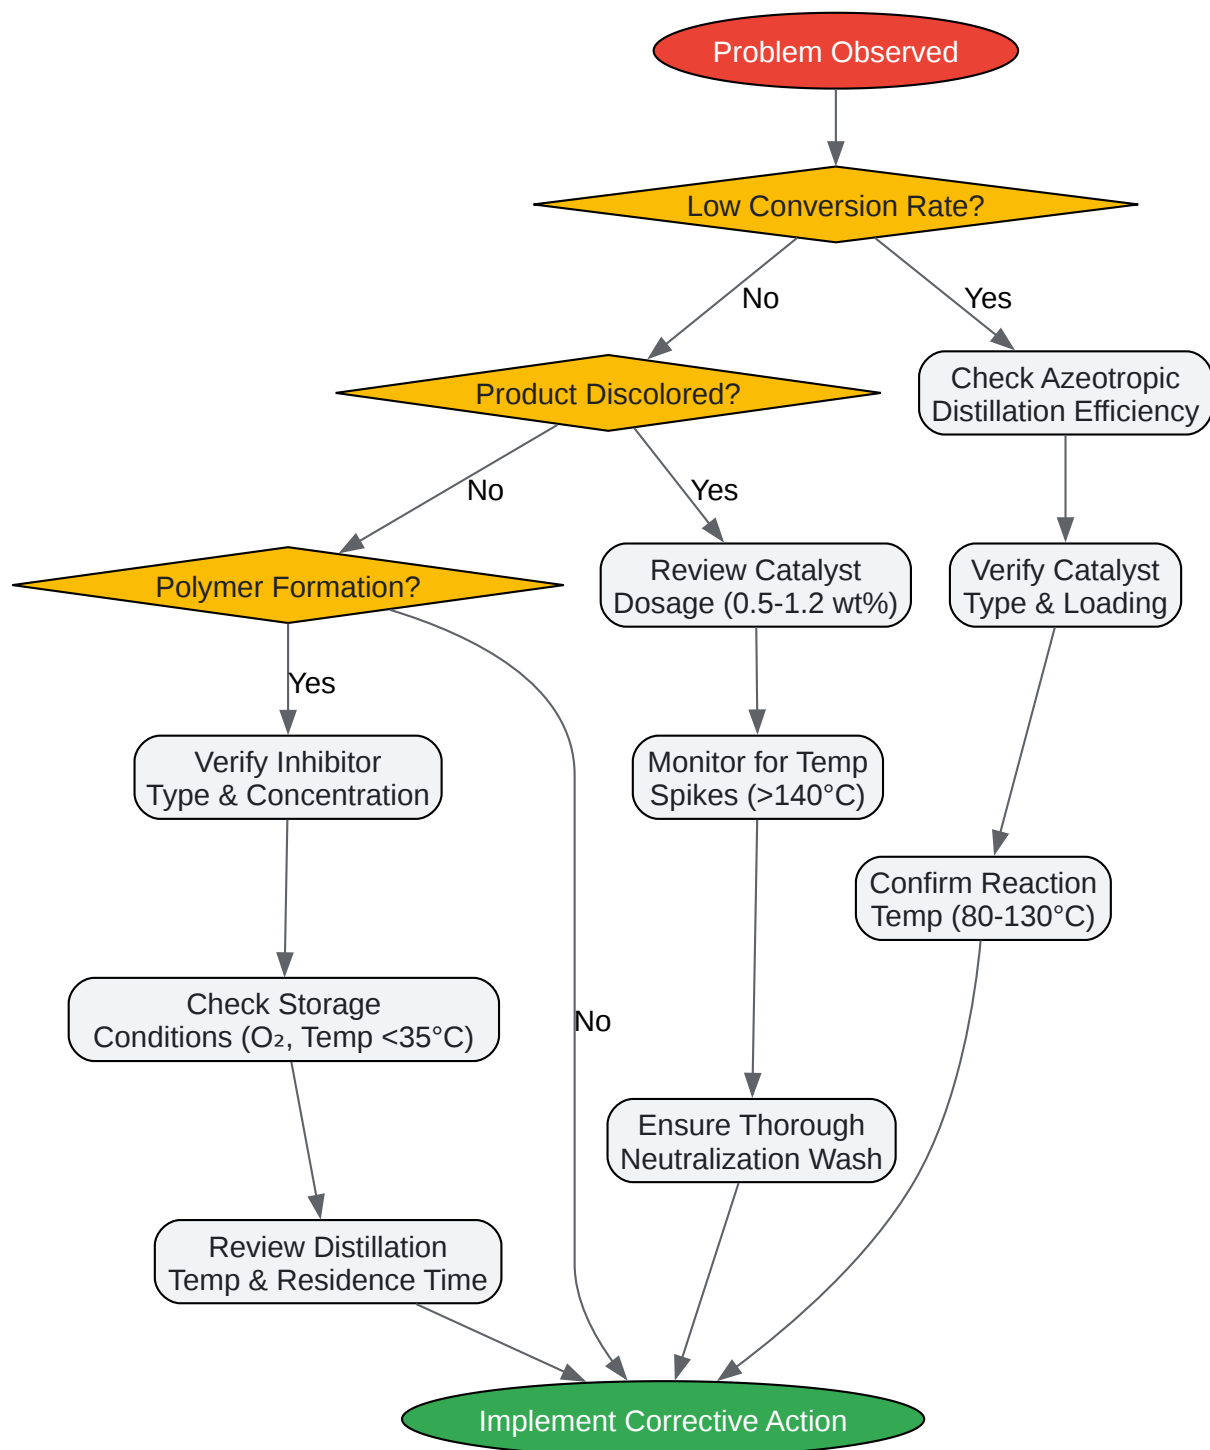 Problem Observed
Low Conversion Rate?
No
Yes
Product Discolored?
Check Azeotropic
Distillation Efficiency
No
Yes
Polymer Formation?
Review Catalyst
Dosage (0.5-1.2 wt%)
Verify Catalyst
Type & Loading
Yes
Verify Inhibitor
Type & Concentration
Monitor for Temp
Spikes (>140°C)
Confirm Reaction
Temp (80-130°C)
Check Storage
Conditions (O₂, Temp <35°C)
No
Ensure Thorough
Neutralization Wash
Review Distillation
Temp & Residence Time
Implement Corrective Action